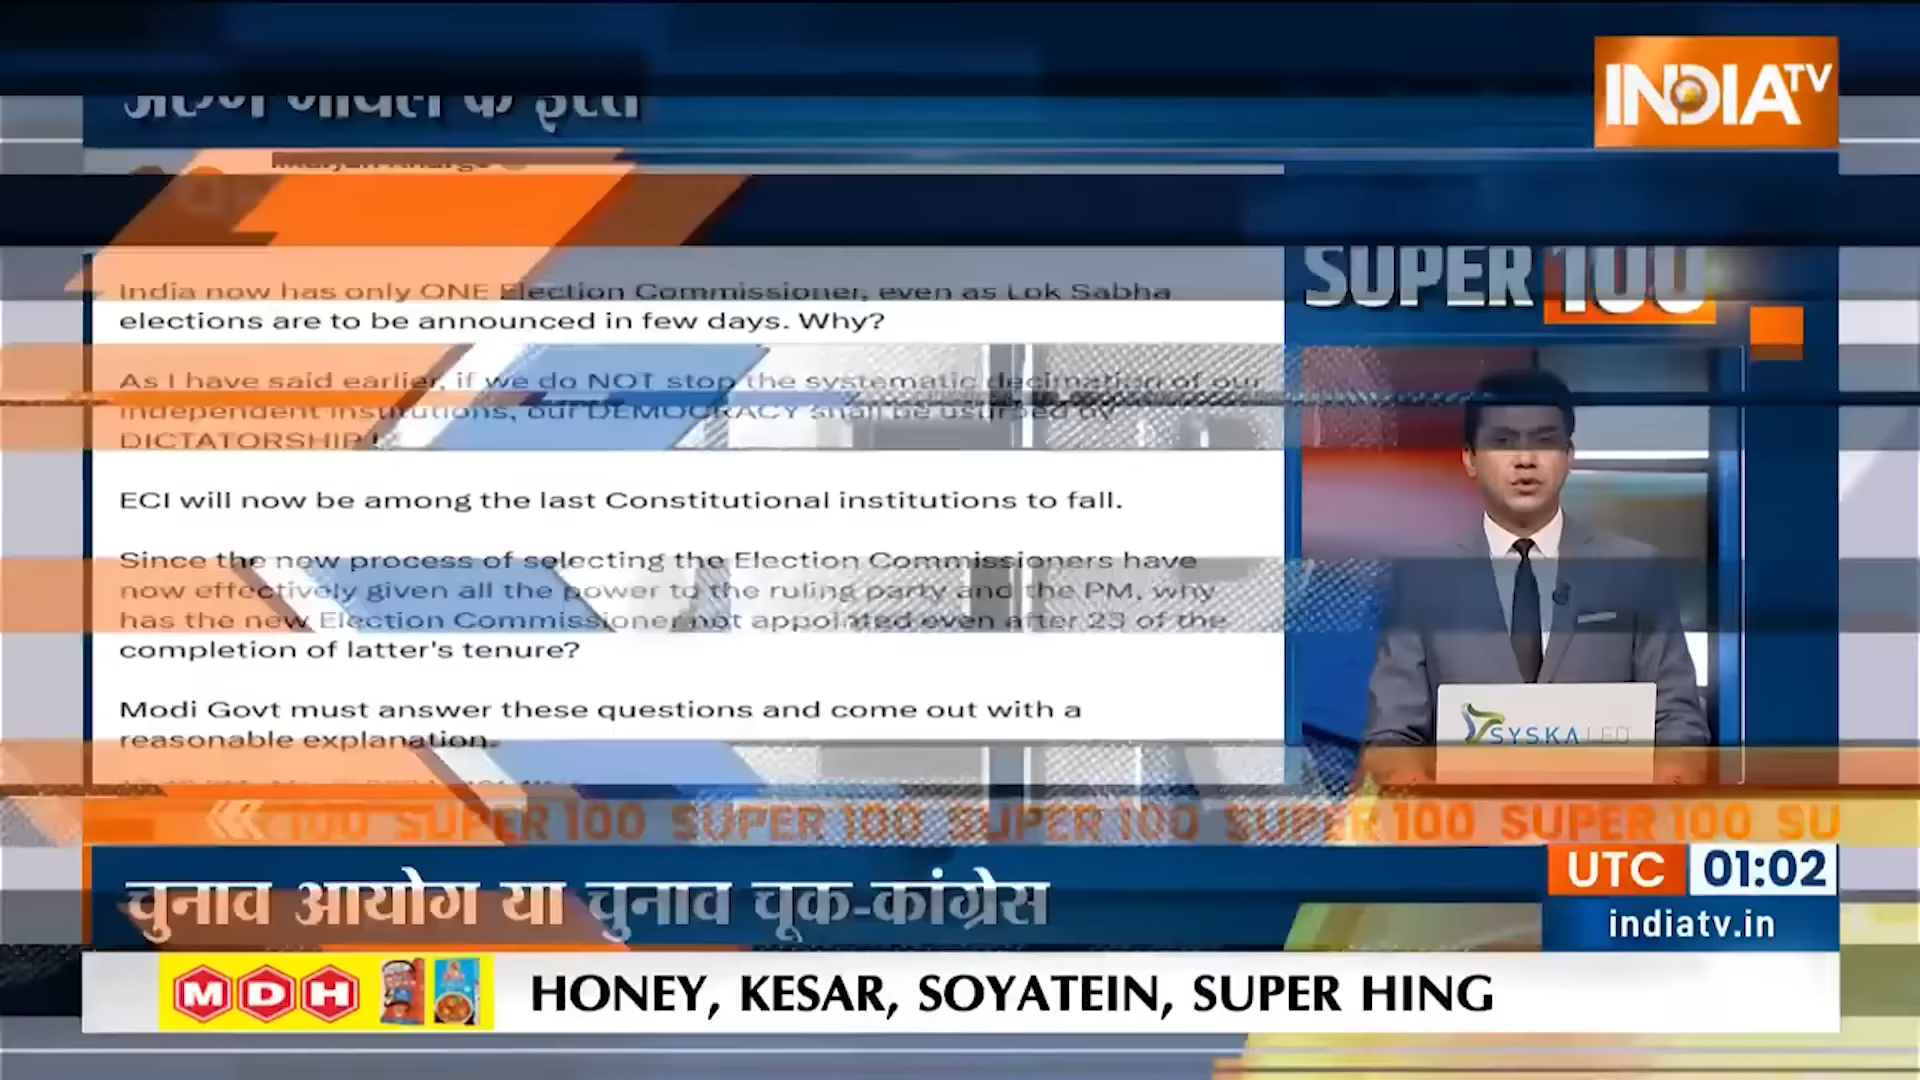 INDIA TV
India now has only ONE Election Commissioner, even as Lok Sabha
elections are to be announced in few days. Why?
As I have said earlier, if we do NOT stop the systematic decimation of our
independent institutions, our DEMOCRACY shall be usurped by
DICTATORSHIP!
ECI will now be among the last Constitutional institutions to fall.
Since the new process of selecting the Election Commissioners have
now effectively given all the power to the ruling party and the PM, why
has the new Election Commissioner not appointed even after 23 of the
completion of latter's tenure?
Modi Govt must answer these questions and come out with a
reasonable explanation.
SUPER 100
SYSKA LED
100 SUPER 100 SUPER 100 SUPER 100 SUPER 100 SUPER 100 SU
चुनाव आयोग या चुनाव चूक-कांग्रेस
UTC 01:02
indiatv.in
MDH HONEY, KESAR, SOYATEIN, SUPER HING